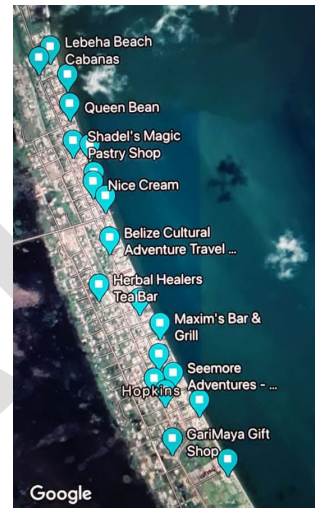 Lebeha Beach
Cabanas
Queen Bean
Shadel's Magic
Pastry Shop
Nice Cream
Belize Cultural
Adventure Travel ...
Herbal Healers
Tea Bar
Maxim's Bar &
Grill
Seemore
Adventures - ...
Hopkins
GariMaya Gift
Shop
Google